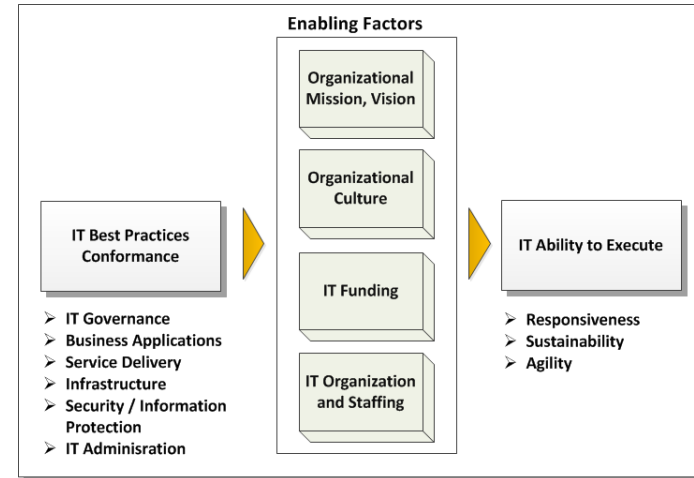 Enabling Factors
Organizational
Mission, Vision
Organizational
Culture
IT Funding
IT Organization
and Staffing
IT Best Practices
Conformance
➢ IT Governance
➢ Business Applications
➢ Service Delivery
➢ Infrastructure
➢ Security / Information
Protection
➢ IT Adminisration
IT Ability to Execute
➢ Responsiveness
➢ Sustainability
➢ Agility